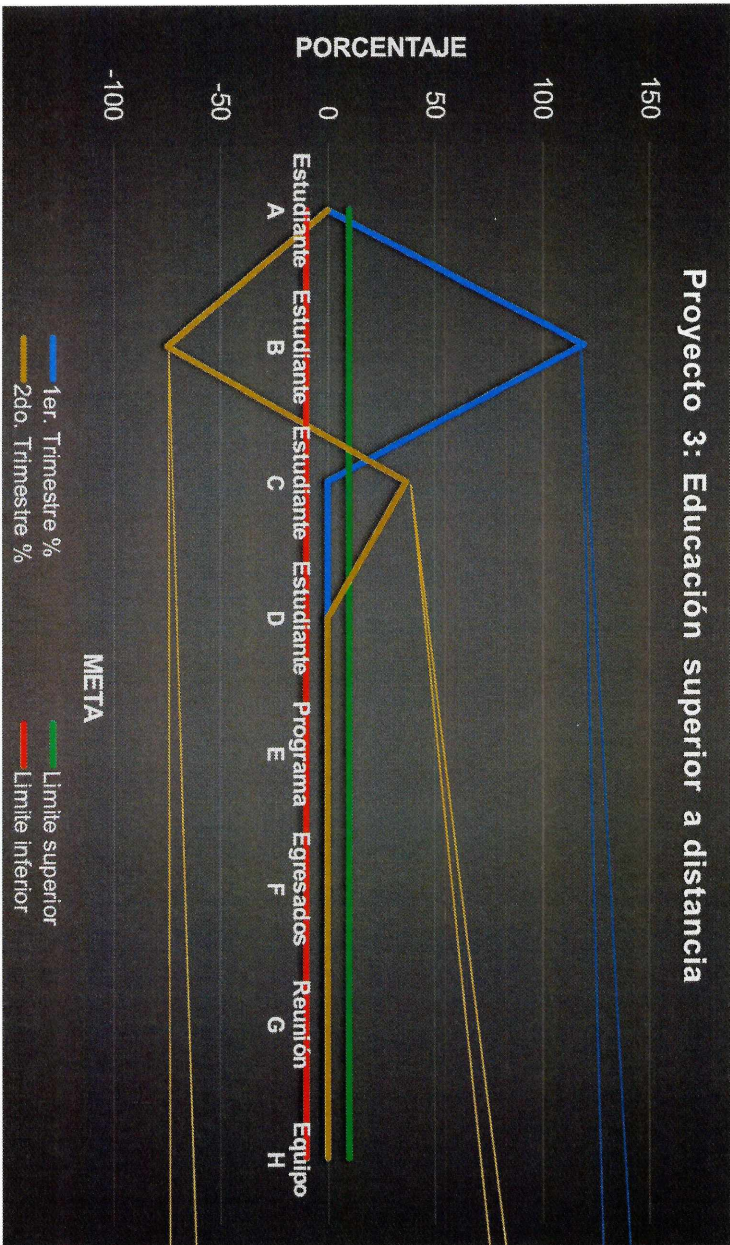 Proyecto 3: Educación superior a distancia
PORCENTAJE
150
100
50
0
-50
-100
Estudiante Estudiante Estudiante Estudiante Programa Egresados Reunión Equipo
A B C D E F G H
META
1er. Trimestre %
2do. Trimestre %
Limite superior
Limite inferior